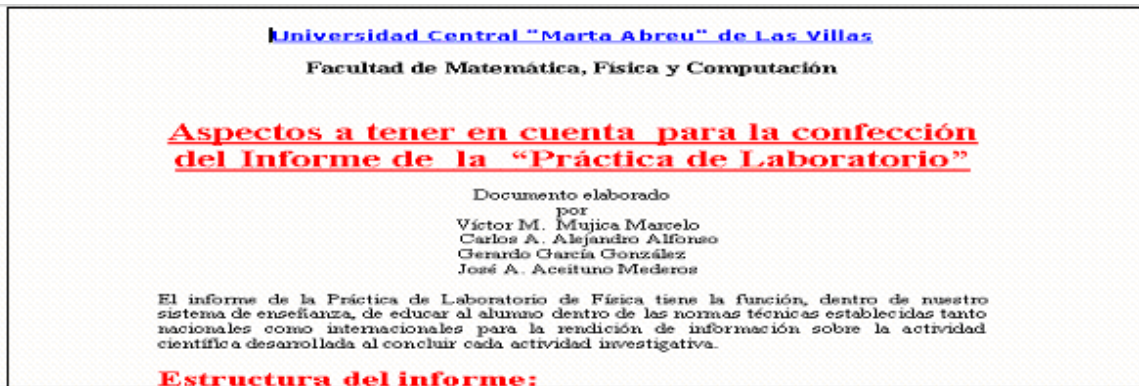 Universidad Central "Marta Abreu" de Las Villas
Facultad de Matemática, Física y Computación
Aspectos a tener en cuenta para la confección
del Informe de la “Práctica de Laboratorio”
Documento elaborado
por
Víctor M. Mujica Marcelo
Carlos A. Alejandro Alfonso
Gerardo García González
José A. Aceituno Mederos
El informe de la Práctica de Laboratorio de Física tiene la función, dentro de nuestro
sistema de enseñanza, de educar al alumno dentro de las normas técnicas establecidas tanto
nacionales como internacionales para la rendición de información sobre la actividad
científica desarrollada al concluir cada actividad investigativa.
Estructura del informe: